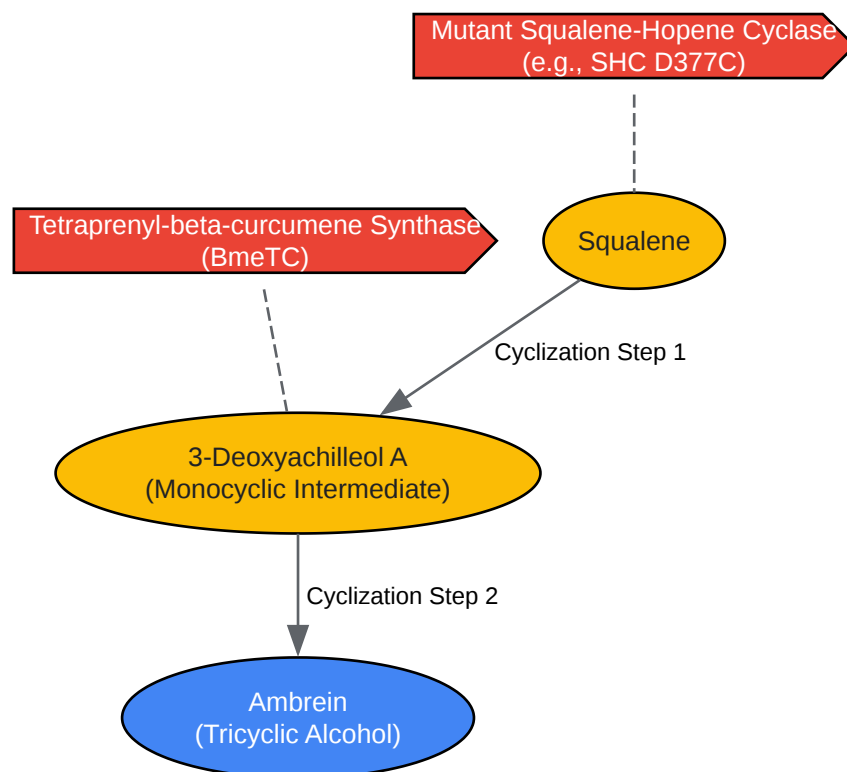 Mutant Squalene-Hopene Cyclase
(e.g., SHC D377C)
Tetraprenyl-beta-curcumene Synthase
(BmeTC)
Squalene
Cyclization Step 1
3-Deoxyachilleol A
(Monocyclic Intermediate)
Cyclization Step 2
Ambrein
(Tricyclic Alcohol)